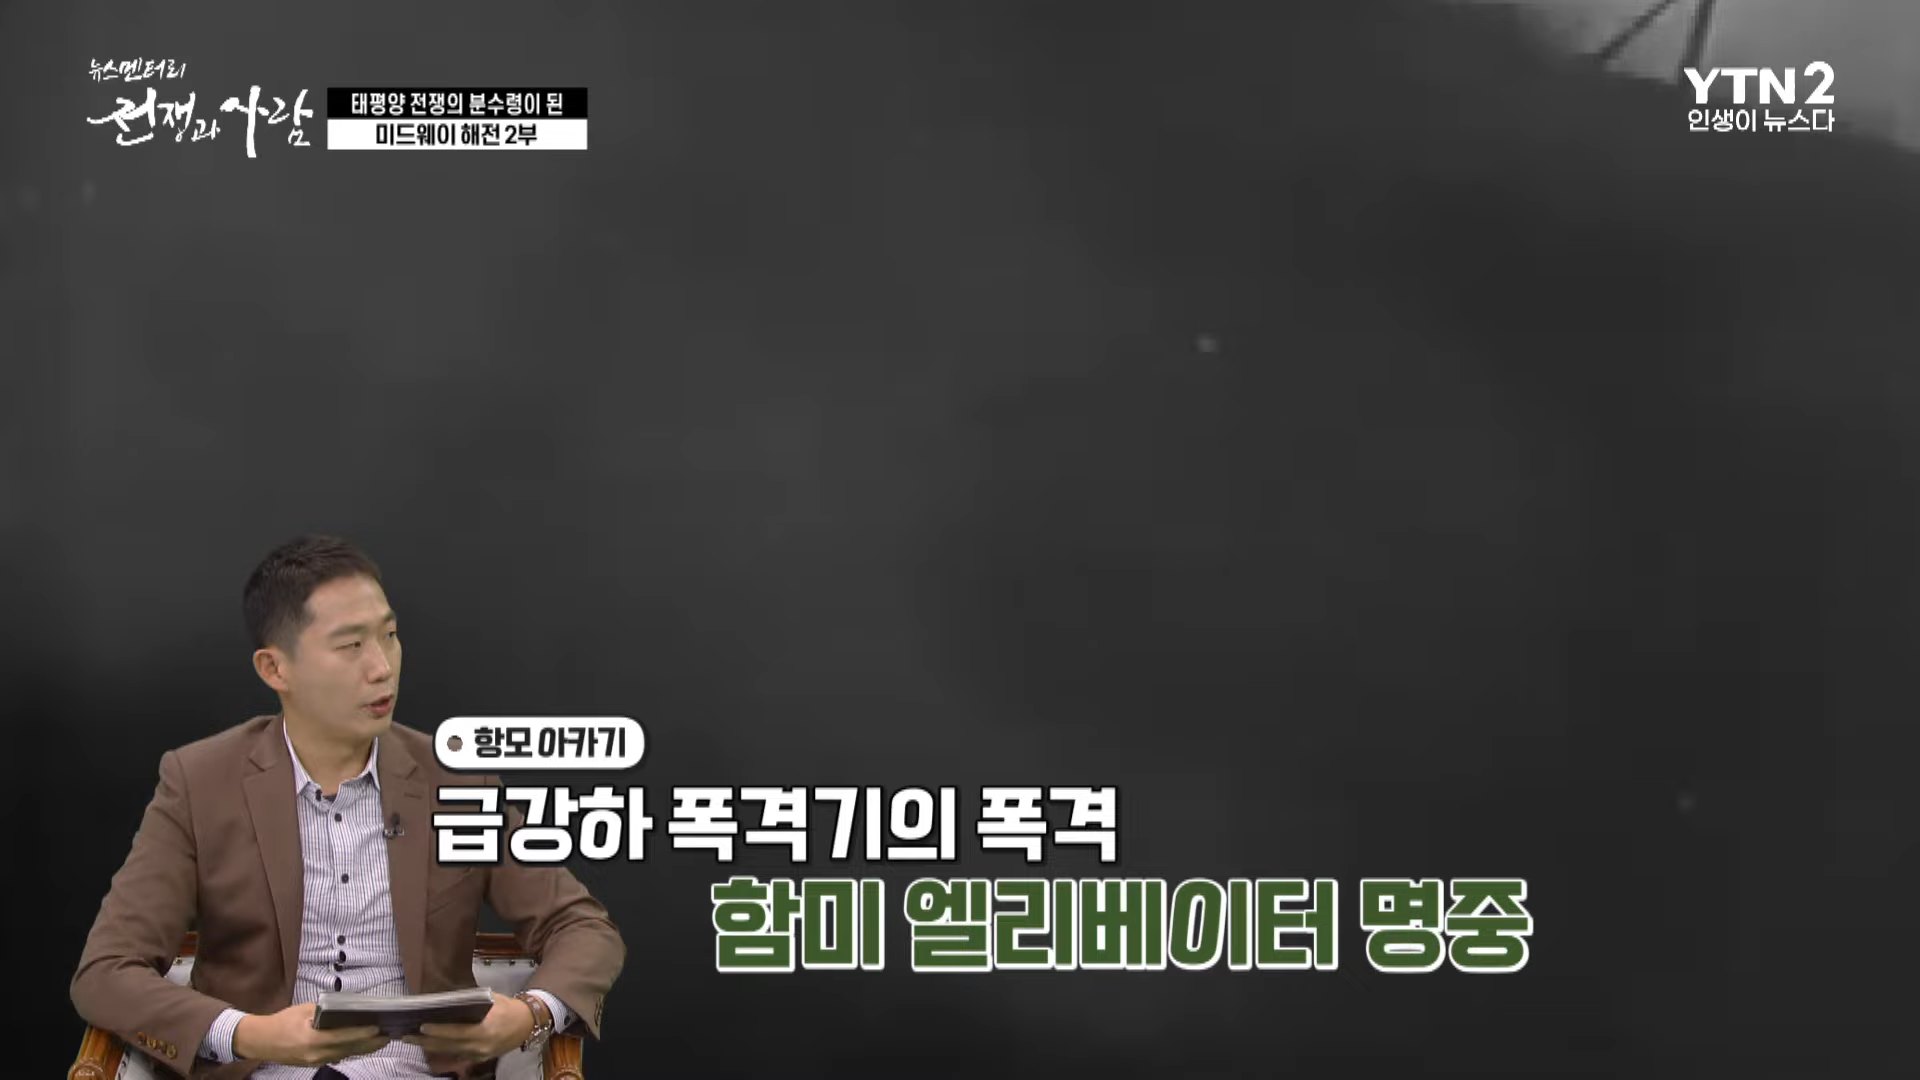 뉴스멘터리
전쟁과 사람
태평양 전쟁의 분수령이 된
미드웨이 해전 2부
YTN2
인생이 뉴스다
항모 아카기
급강하 폭격기의 폭격
함미 엘리베이터 명중